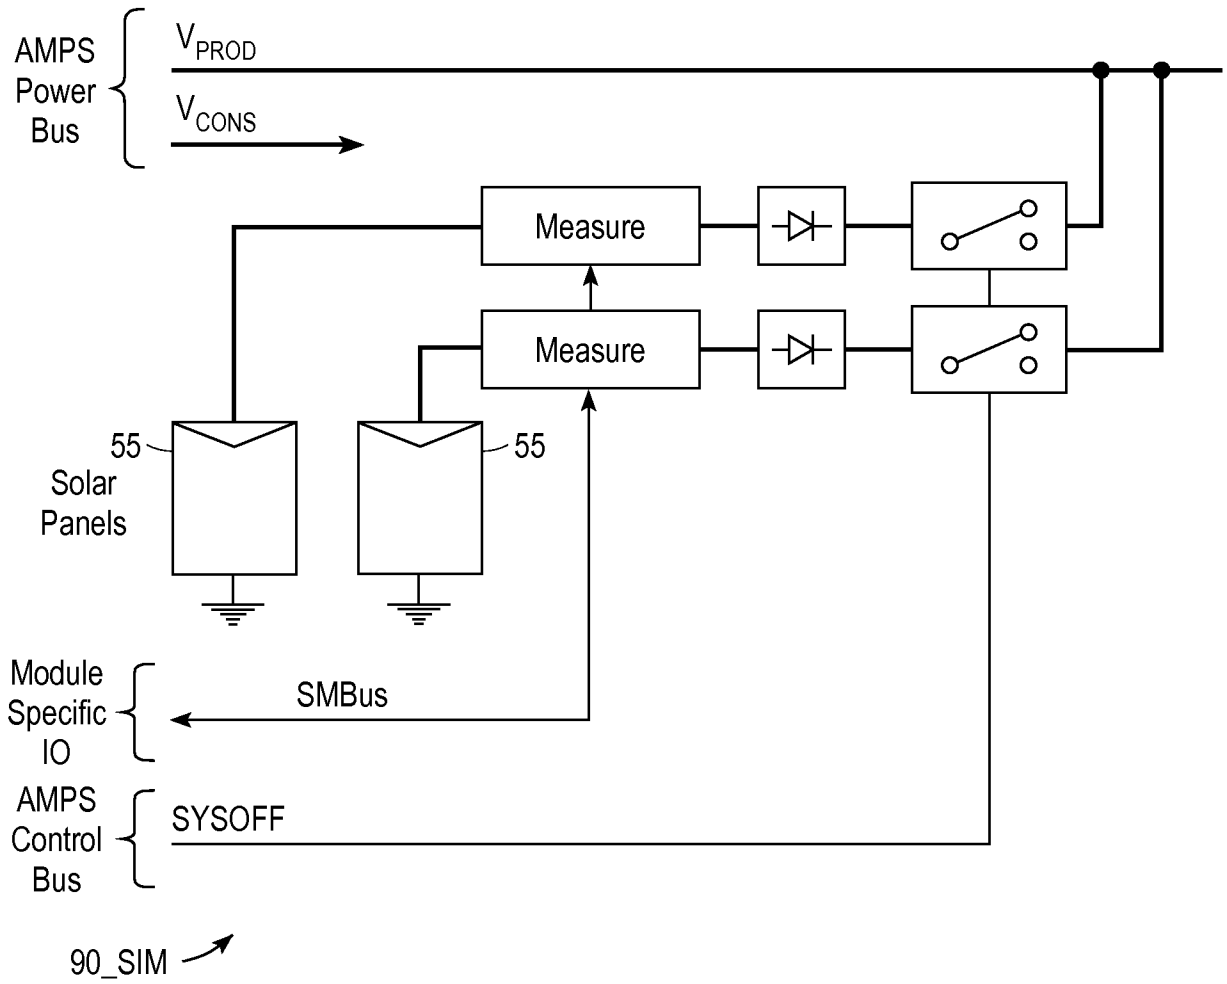 AMPS
Power
Bus
VPROD
VCONS
Measure
Measure
55
55
Solar
Panels
Module
Specific
IO
SMBus
AMPS
Control
Bus
SYSOFF
90_SIM